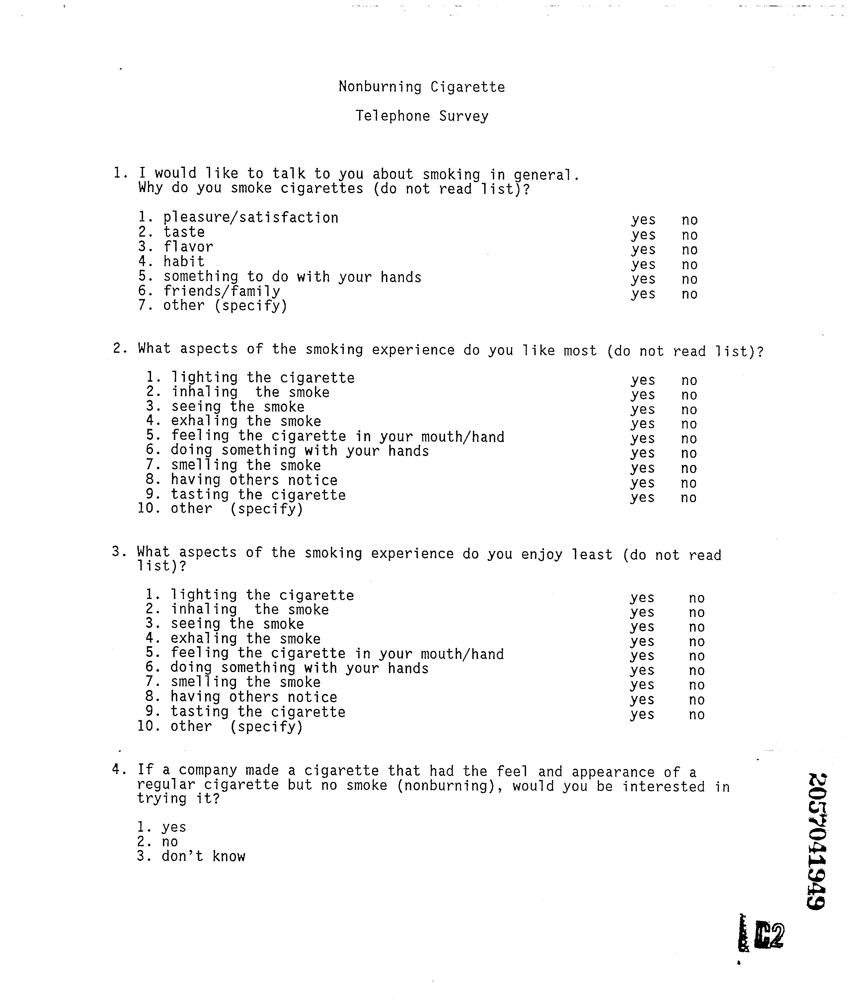 Nonburning Cigarette
Telephone Survey
1. I would like to talk to you about smoking in general.
Why do you smoke cigarettes (do not read list)?
1. pleasure/satisfaction yes no
2. taste yes no
3. flavor yes no
4. habit yes no
5. something to do with your hands yes no
6. friends/family yes no
7. other (specify)
2. What aspects of the smoking experience do you like most (do not read list)?
1. lighting the cigarette yes no
2. inhaling the smoke yes no
3. seeing the smoke yes no
4. exhaling the smoke yes no
5. feeling the cigarette in your mouth/hand yes no
6. doing something with your hands yes no
7. smelling the smoke yes no
8. having others notice yes no
9. tasting the cigarette yes no
10. other (specify)
3. What aspects of the smoking experience do you enjoy least (do not read
list)?
1. lighting the cigarette yes no
2. inhaling the smoke yes no
3. seeing the smoke yes no
4. exhaling the smoke yes no
5. feeling the cigarette in your mouth/hand yes no
6. doing something with your hands yes no
7. smelling the smoke yes no
8. having others notice yes no
9. tasting the cigarette yes no
10. other (specify)
4. If a company made a cigarette that had the feel and appearance of a
regular cigarette but no smoke (nonburning), would you be interested in
trying it?
1. yes
2. no
3. don't know
2057041949
C2